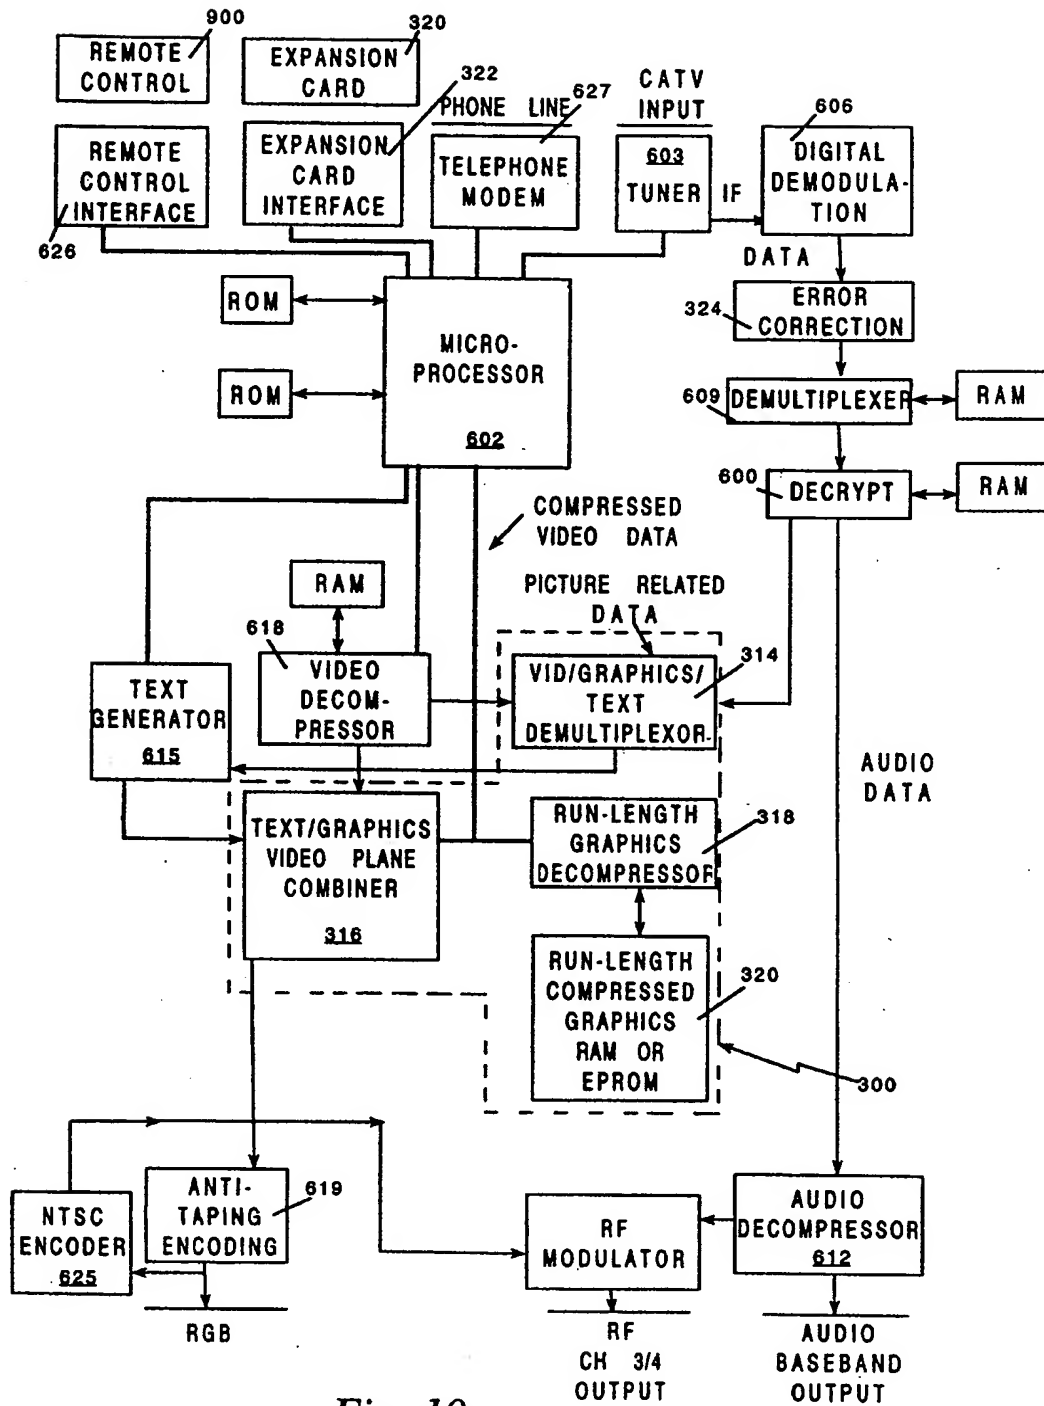 900
REMOTE
CONTROL
320
EXPANSION
CARD
322
PHONE LINE
627
CATV
INPUT
606
REMOTE
CONTROL
INTERFACE
626
EXPANSION
CARD
INTERFACE
TELEPHONE
MODEM
603
TUNER
IF
DIGITAL
DEMODULA-
TION
DATA
ROM
ROM
MICRO-
PROCESSOR
602
324
ERROR
CORRECTION
609
DEMULTIPLEXER
RAM
600
DECRYPT
RAM
COMPRESSED
VIDEO DATA
RAM
PICTURE RELATED
DATA
618
VIDEO
DECOM-
PRESSOR
VID/GRAPHICS/
TEXT
DEMULTIPLEXOR
314
TEXT
GENERATOR
615
AUDIO
DATA
TEXT/GRAPHICS
VIDEO PLANE
COMBINER
316
RUN-LENGTH
GRAPHICS
DECOMPRESSOR
318
RUN-LENGTH
COMPRESSED
GRAPHICS
RAM OR
EPROM
320
300
NTSC
ENCODER
625
ANTI-
TAPING
ENCODING
619
RGB
RF
MODULATOR
RF
CH 3/4
OUTPUT
AUDIO
DECOMPRESSOR
612
AUDIO
BASEBAND
OUTPUT